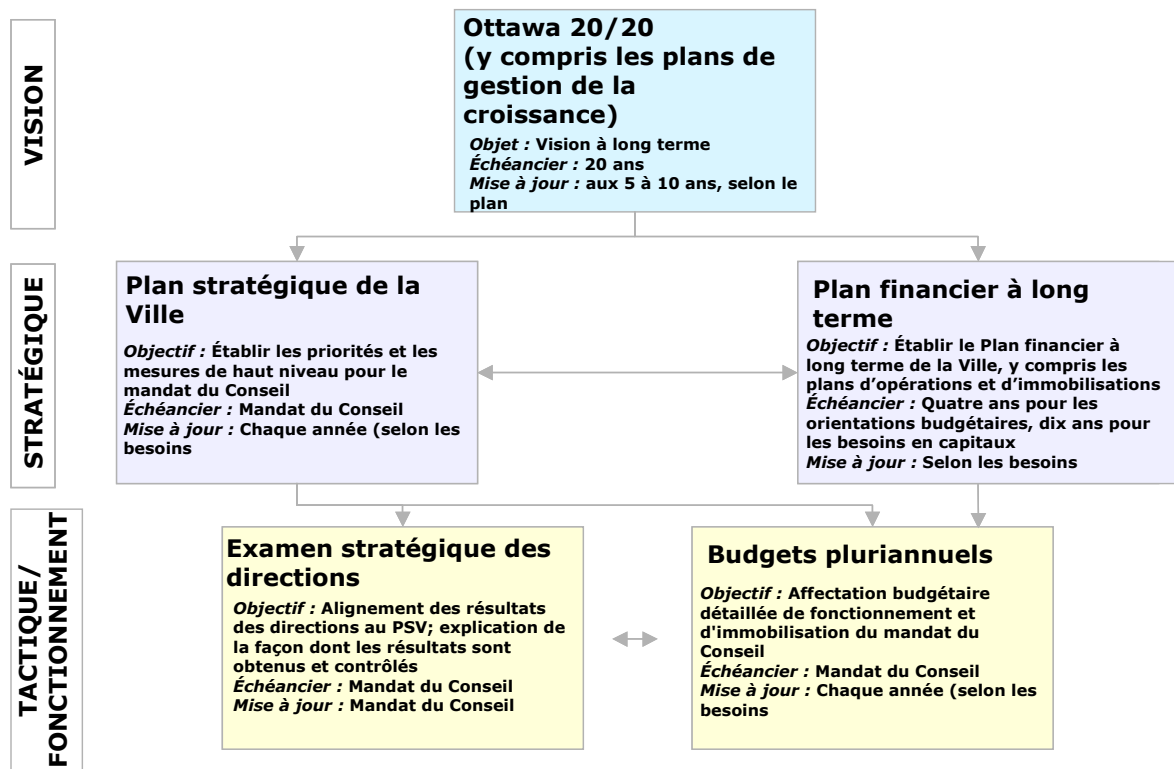 VISION
Ottawa 20/20
(y compris les plans de
gestion de la
croissance)
Objet : Vision à long terme
Échéancier : 20 ans
Mise à jour : aux 5 à 10 ans, selon le
plan
STRATÉGIQUE
Plan stratégique de la
Ville
Objectif : Établir les priorités et les
mesures de haut niveau pour le
mandat du Conseil
Échéancier : Mandat du Conseil
Mise à jour : Chaque année (selon les
besoins
Plan financier à long
terme
Objectif : Établir le Plan financier à
long terme de la Ville, y compris les
plans d’opérations et d’immobilisations
Échéancier : Quatre ans pour les
orientations budgétaires, dix ans pour
les besoins en capitaux
Mise à jour : Selon les besoins
TACTIQUE/
FONCTIONNEMENT
Examen stratégique des
directions
Objectif : Alignement des résultats
des directions au PSV; explication de
la façon dont les résultats sont
obtenus et contrôlés
Échéancier : Mandat du Conseil
Mise à jour : Mandat du Conseil
Budgets pluriannuels
Objectif : Affectation budgétaire
détaillée de fonctionnement et
d'immobilisation du mandat du
Conseil
Échéancier : Mandat du Conseil
Mise à jour : Chaque année (selon les
besoins